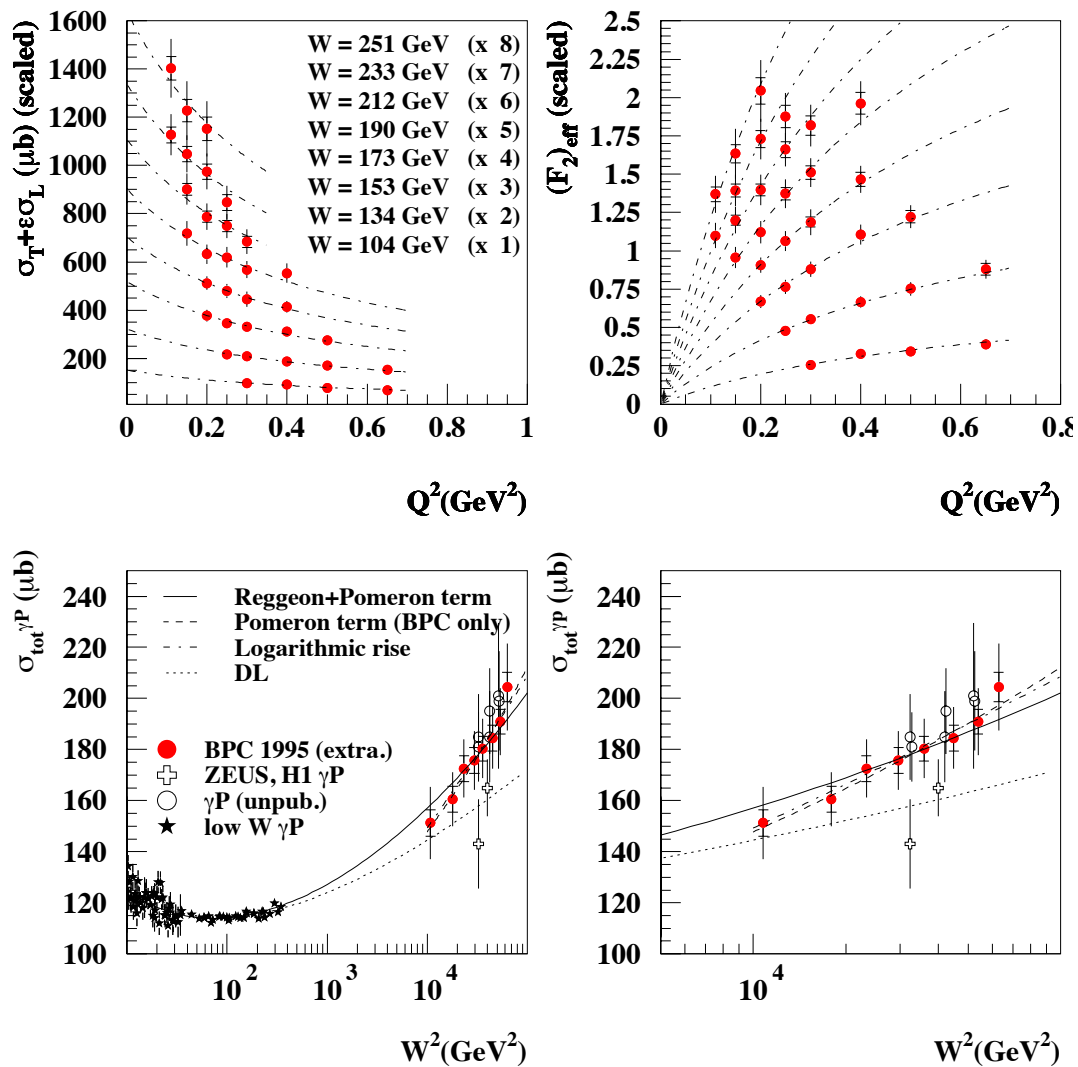 σT+εσL (μb) (scaled)
1600
1400
1200
1000
800
600
400
200
W = 251 GeV (x 8)
W = 233 GeV (x 7)
W = 212 GeV (x 6)
W = 190 GeV (x 5)
W = 173 GeV (x 4)
W = 153 GeV (x 3)
W = 134 GeV (x 2)
W = 104 GeV (x 1)
0 0.2 0.4 0.6 0.8 1
Q²(GeV²)
(F2)eff (scaled)
2.5
2.25
2
1.75
1.5
1.25
1
0.75
0.5
0.25
0
0 0.2 0.4 0.6 0.8
Q²(GeV²)
σtot^γP (μb)
240
220
200
180
160
140
120
100
Reggeon+Pomeron term
Pomeron term (BPC only)
Logarithmic rise
DL
BPC 1995 (extra.)
ZEUS, H1 γP
γP (unpub.)
low W γP
10² 10³ 10⁴
W²(GeV²)
σtot^γP (μb)
240
220
200
180
160
140
120
100
10⁴
W²(GeV²)